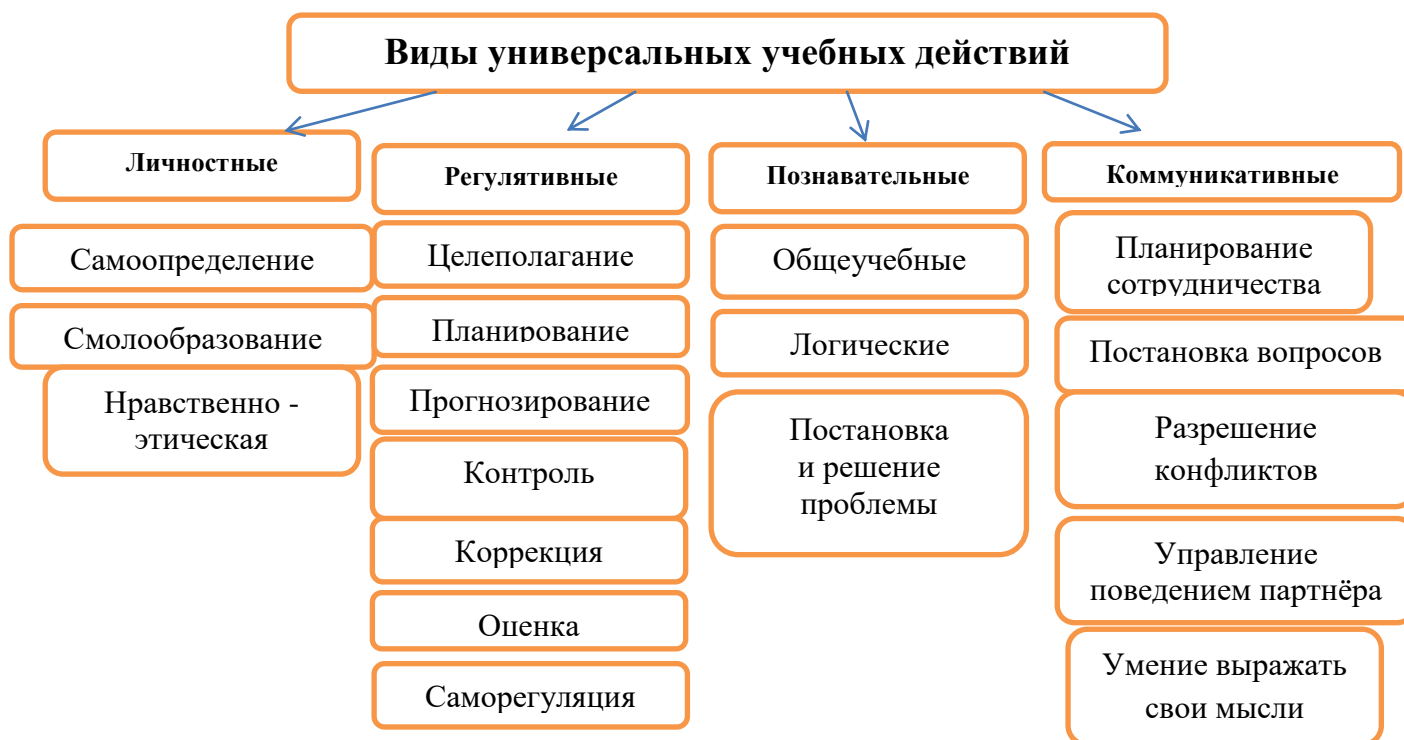 Виды универсальных учебных действий
Личностные
Самоопределение
Смолообразование
Нравственно -
этическая
Регулятивные
Целеполагание
Планирование
Прогнозирование
Контроль
Коррекция
Оценка
Саморегуляция
Познавательные
Общеучебные
Логические
Постановка
и решение
проблемы
Коммуникативные
Планирование
сотрудничества
Постановка вопросов
Разрешение
конфликтов
Управление
поведением партнёра
Умение выражать
свои мысли